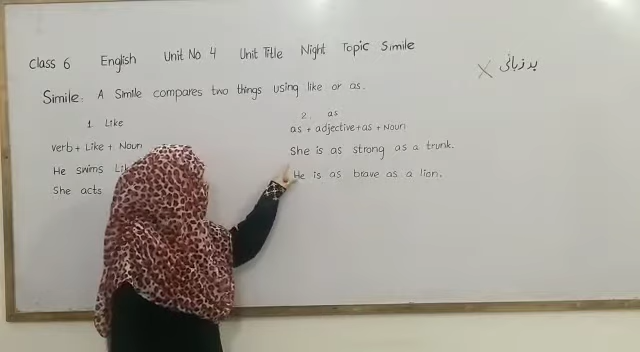 Class 6 English Unit No. 4 Unit Title Night Topic Simile
X بدزبانی
Simile: A Simile compares two things using like or as.
1. Like
verb + Like + Noun
He swims Lik
She acts
2. as
as + adjective + as + Noun
She is as strong as a trunk.
He is as brave as a lion.